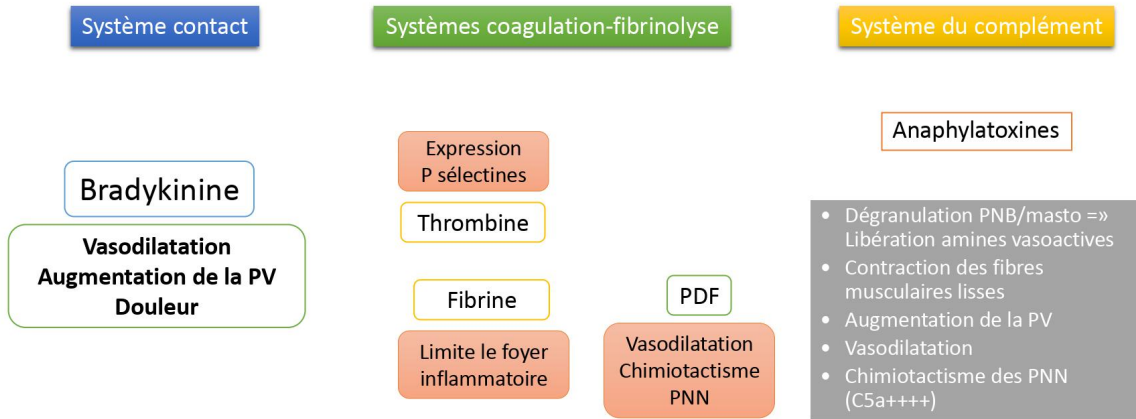 Système contact
Systèmes coagulation-fibrinolyse
Système du complément
Anaphylatoxines
Expression
P sélectines
Bradykinine
Thrombine
Vasodilatation
Augmentation de la PV
Douleur
Fibrine
PDF
Limite le foyer
inflammatoire
Vasodilatation
Chimiotactisme
PNN
• Dégranulation PNB/masto =»
Libération amines vasoactives
• Contraction des fibres
musculaires lisses
• Augmentation de la PV
• Vasodilatation
• Chimiotactisme des PNN
(C5a++++)